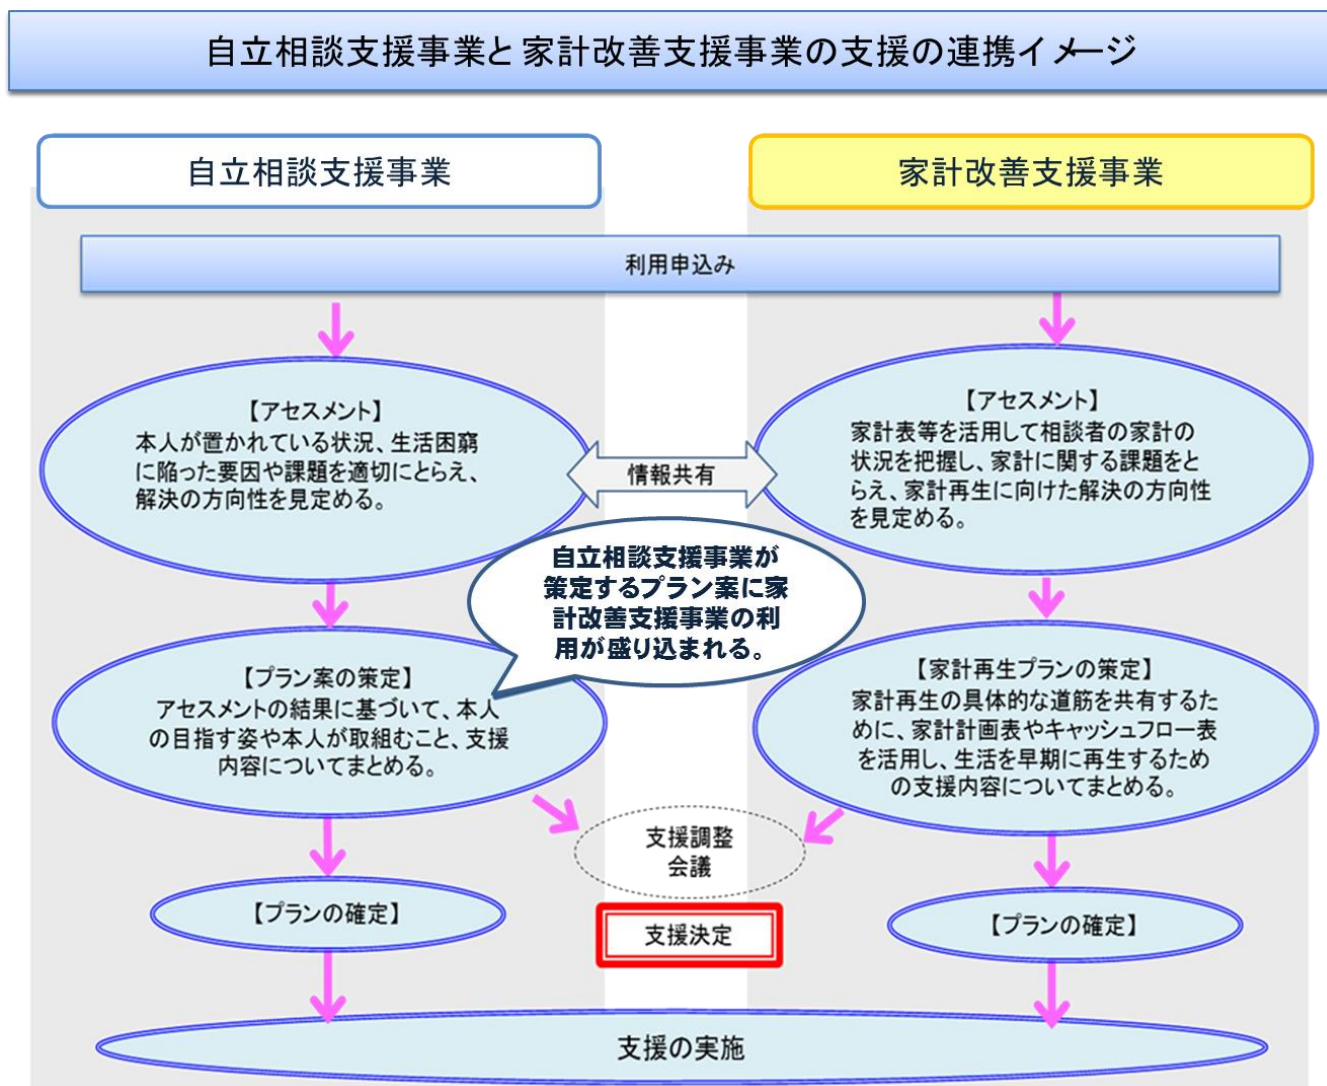 自立相談支援事業と家計改善支援事業の支援の連携イメージ
自立相談支援事業
家計改善支援事業
利用申込み
【アセスメント】
本人が置かれている状況、生活困窮
に陥った要因や課題を適切にとらえ、
解決の方向性を見定める。
情報共有
【アセスメント】
家計表等を活用して相談者の家計の
状況を把握し、家計に関する課題をと
らえ、家計再生に向けた解決の方向性
を見定める。
自立相談支援事業が
策定するプラン案に家
計改善支援事業の利
用が盛り込まれる。
【プラン案の策定】
アセスメントの結果に基づいて、本人
の目指す姿や本人が取組むこと、支援
内容についてまとめる。
【家計再生プランの策定】
家計再生の具体的な道筋を共有するた
めに、家計計画表やキャッシュフロー表
を活用し、生活を早期に再生するため
の支援内容についてまとめる。
支援調整
会議
【プランの確定】
支援決定
【プランの確定】
支援の実施